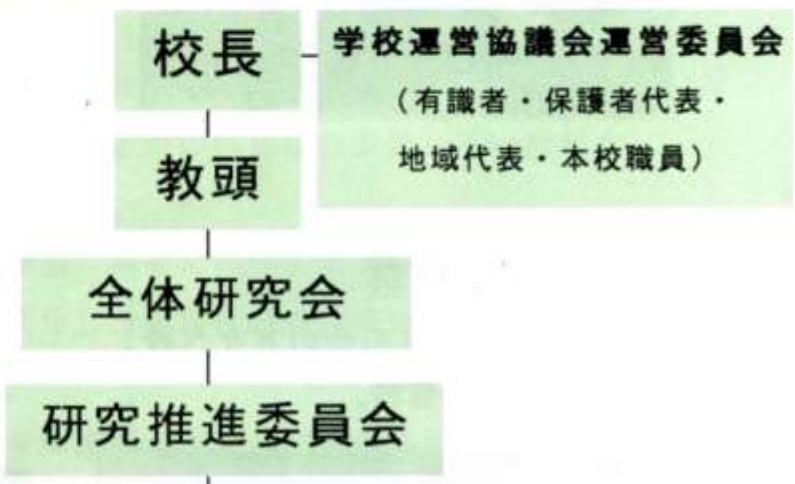 校長
学校運営協議会運営委員会
（有識者・保護者代表・
地域代表・本校職員）
教頭
全体研究会
研究推進委員会